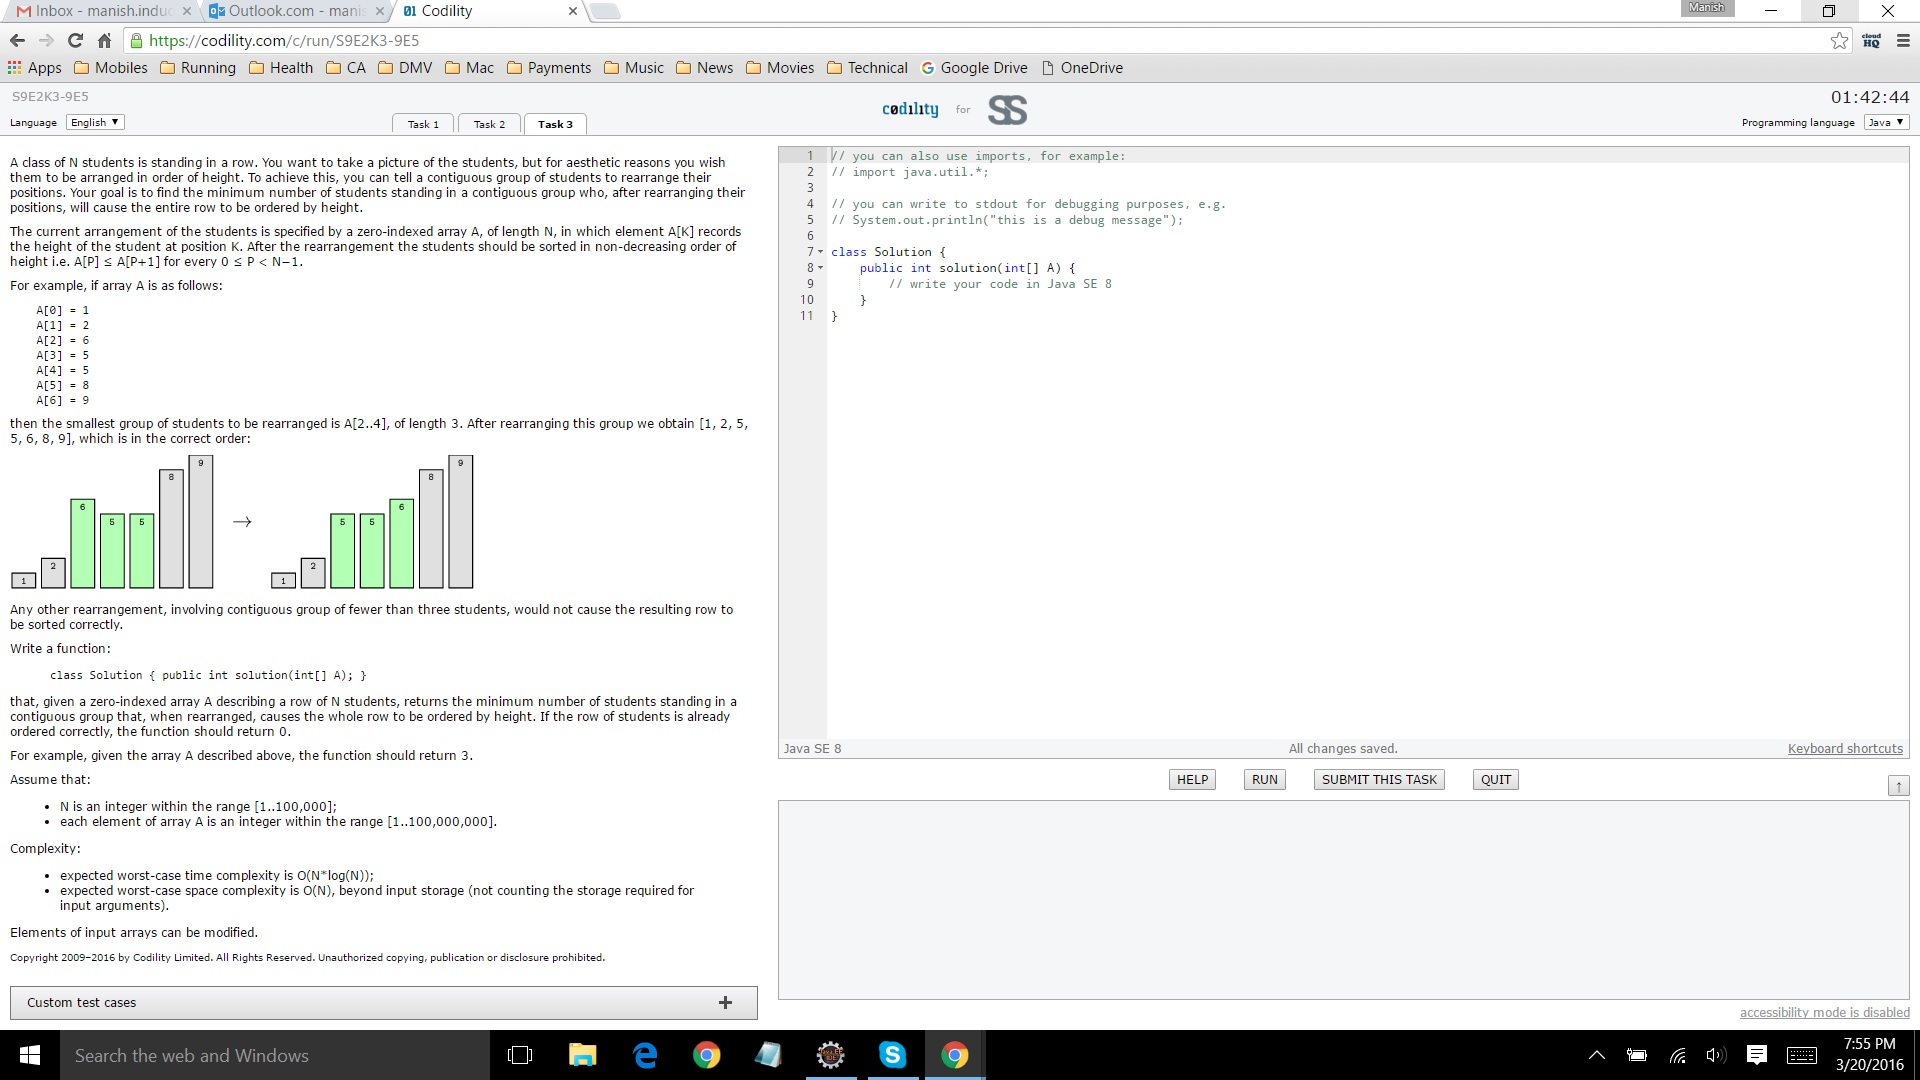 Inbox - manish.induc
Outlook.com - manis
Codility
Manish
https://codility.com/c/run/S9E2K3-9E5
cloud
HQ
Apps Mobiles Running Health CA DMV Mac Payments Music News Movies Technical Google Drive OneDrive
S9E2K3-9E5
codility for SS
01:42:44
Language English
Task 1 Task 2 Task 3
Programming language Java
A class of N students is standing in a row. You want to take a picture of the students, but for aesthetic reasons you wish
them to be arranged in order of height. To achieve this, you can tell a contiguous group of students to rearrange their
positions. Your goal is to find the minimum number of students standing in a contiguous group who, after rearranging their
positions, will cause the entire row to be ordered by height.
The current arrangement of the students is specified by a zero-indexed array A, of length N, in which element A[K] records
the height of the student at position K. After the rearrangement the students should be sorted in non-decreasing order of
height i.e. A[P] ≤ A[P+1] for every 0 ≤ P < N−1.
For example, if array A is as follows:
A[0] = 1
A[1] = 2
A[2] = 6
A[3] = 5
A[4] = 5
A[5] = 8
A[6] = 9
then the smallest group of students to be rearranged is A[2..4], of length 3. After rearranging this group we obtain [1, 2, 5,
5, 6, 8, 9], which is in the correct order:
1 2 6 5 5 8 9 → 1 2 5 5 6 8 9
Any other rearrangement, involving contiguous group of fewer than three students, would not cause the resulting row to
be sorted correctly.
Write a function:
class Solution { public int solution(int[] A); }
that, given a zero-indexed array A describing a row of N students, returns the minimum number of students standing in a
contiguous group that, when rearranged, causes the whole row to be ordered by height. If the row of students is already
ordered correctly, the function should return 0.
For example, given the array A described above, the function should return 3.
Assume that:
• N is an integer within the range [1..100,000];
• each element of array A is an integer within the range [1..100,000,000].
Complexity:
• expected worst-case time complexity is O(N*log(N));
• expected worst-case space complexity is O(N), beyond input storage (not counting the storage required for
input arguments).
Elements of input arrays can be modified.
Copyright 2009–2016 by Codility Limited. All Rights Reserved. Unauthorized copying, publication or disclosure prohibited.
Custom test cases +
1 // you can also use imports, for example:
2 // import java.util.*;
3
4 // you can write to stdout for debugging purposes, e.g.
5 // System.out.println("this is a debug message");
6
7 class Solution {
8 public int solution(int[] A) {
9 // write your code in Java SE 8
10 }
11 }
Java SE 8 All changes saved. Keyboard shortcuts
HELP RUN SUBMIT THIS TASK QUIT
accessibility mode is disabled
Search the web and Windows
7:55 PM
3/20/2016